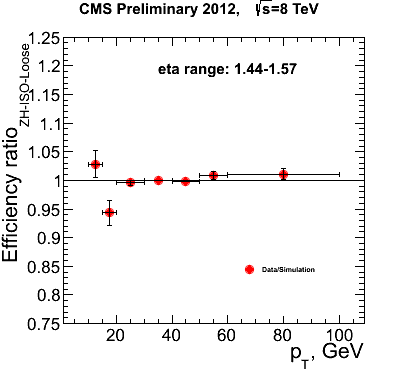 CMS Preliminary 2012, √s=8 TeV
eta range: 1.44-1.57
Efficiency ratio ZH-ISO-Loose
1.25
1.2
1.15
1.1
1.05
1
0.95
0.9
0.85
0.8
0.75
Data/Simulation
20 40 60 80 100
pT, GeV